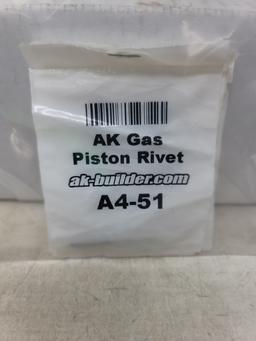 AK Gas
Piston Rivet
ak-builder.com
A4-51